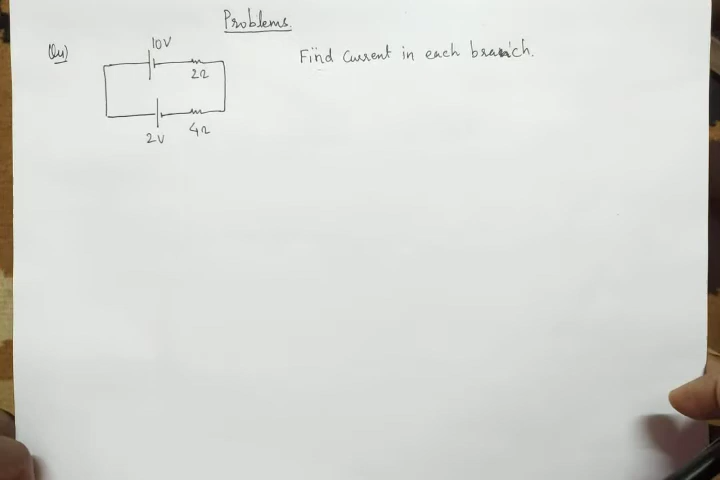 Problems.
Qu)
10V
Find current in each branch.
2Ω
2V
4Ω